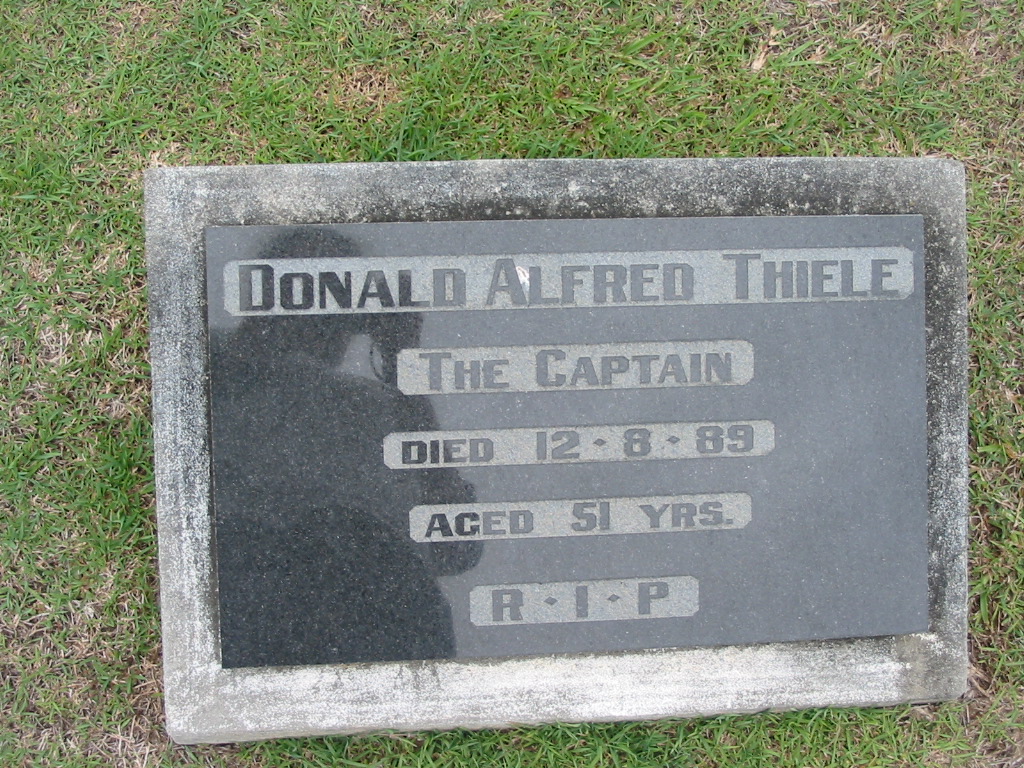 DONALD ALFRED THIELE
THE CAPTAIN
DIED 12 · 8 · 89
AGED 51 YRS.
R · I · P